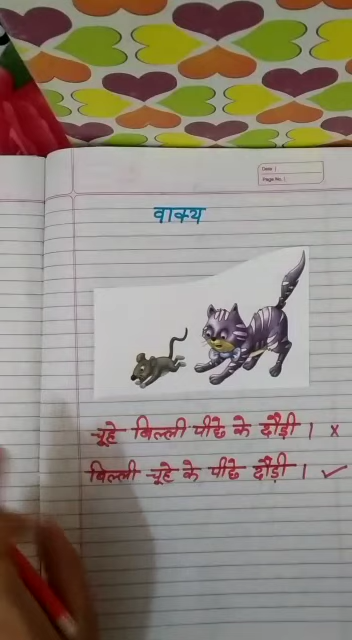 Date |
Page No. |
वाक्य
चूहे बिल्ली पीछे के दौड़ी । ×
बिल्ली चूहे के पीछे दौड़ी । ✓